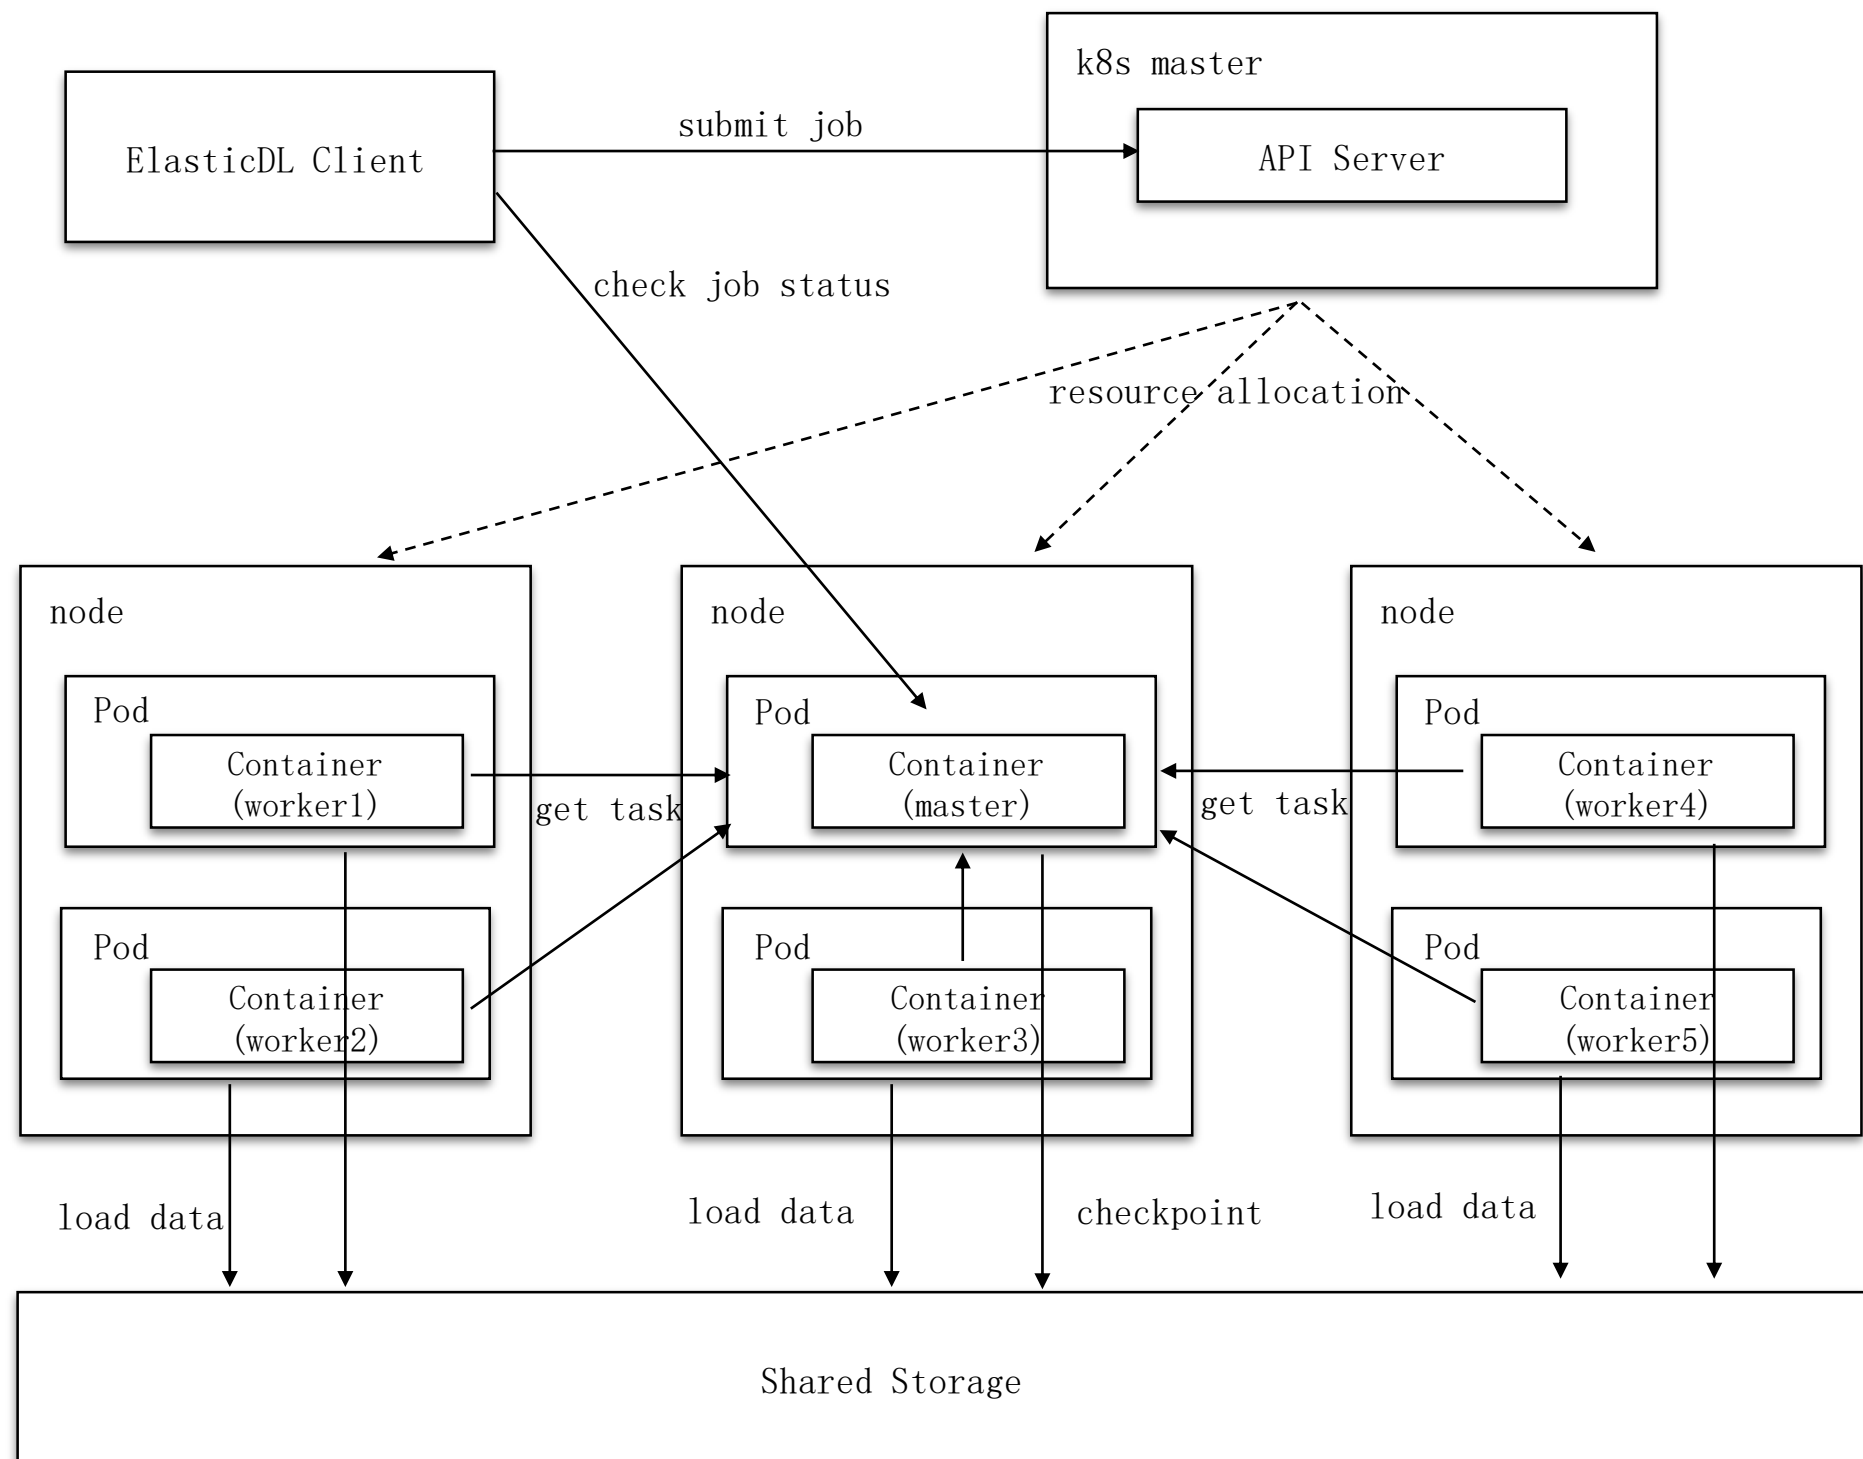 k8s master
ElasticDL Client
submit job
API Server
check job status
resource allocation
node
node
node
Pod
Container
(worker1)
Pod
Container
(master)
Pod
Container
(worker4)
get task
get task
Pod
Container
(worker2)
Pod
Container
(worker3)
Pod
Container
(worker5)
load data
load data
checkpoint
load data
Shared Storage